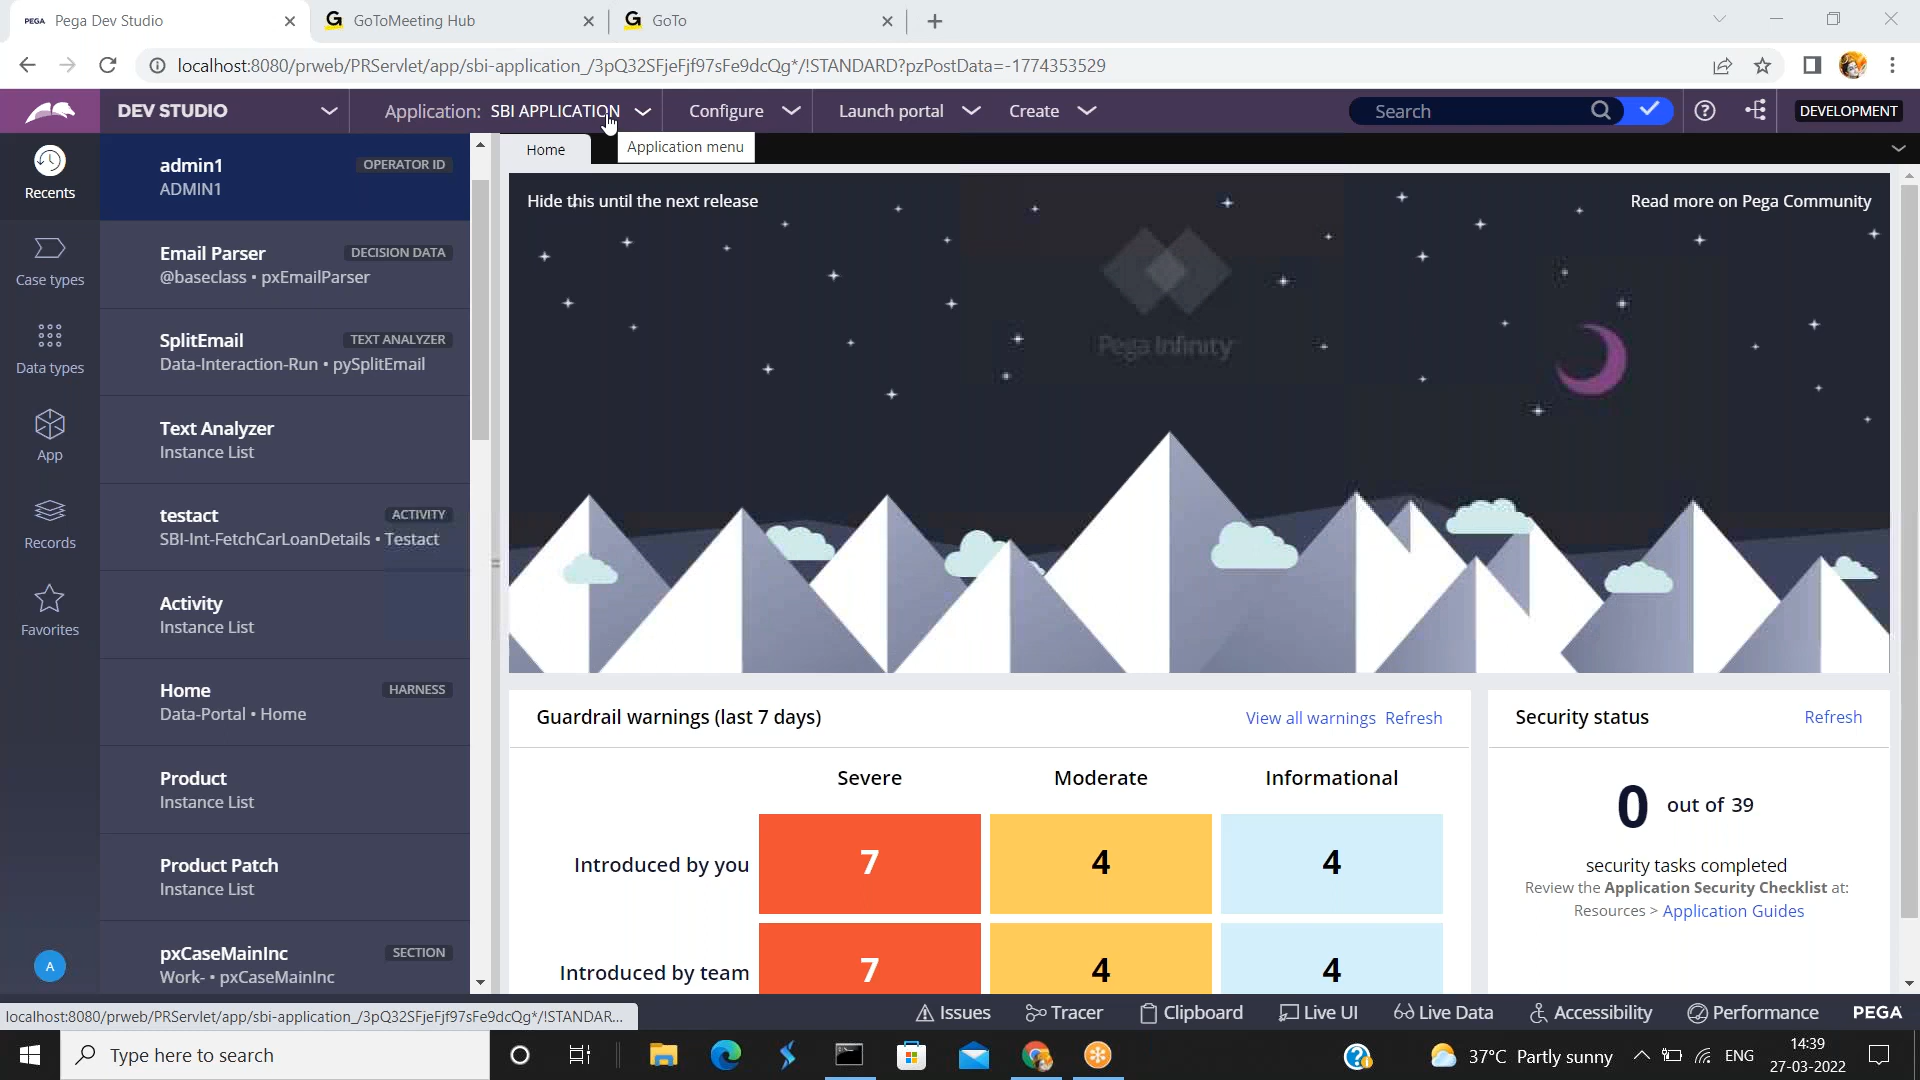 PEGA Pega Dev Studio
GoToMeeting Hub
GoTo
localhost:8080/prweb/PRServlet/app/sbi-application_/3pQ32SFjeFjf97sFe9dcQg*/!STANDARD?pzPostData=-1774353529
DEV STUDIO
Application: SBI APPLICATION
Configure
Launch portal
Create
Search
DEVELOPMENT
Home
Application menu
Recents
Case types
Data types
App
Records
Favorites
A
admin1 OPERATOR ID
ADMIN1
Email Parser DECISION DATA
@baseclass • pxEmailParser
SplitEmail TEXT ANALYZER
Data-Interaction-Run • pySplitEmail
Text Analyzer
Instance List
testact ACTIVITY
SBI-Int-FetchCarLoanDetails • Testact
Activity
Instance List
Home HARNESS
Data-Portal • Home
Product
Instance List
Product Patch
Instance List
pxCaseMainInc SECTION
Work- • pxCaseMainInc
Hide this until the next release
Read more on Pega Community
Pega Infinity
Guardrail warnings (last 7 days)
View all warnings Refresh
Severe Moderate Informational
Introduced by you 7 4 4
Introduced by team 7 4 4
Security status Refresh
0 out of 39
security tasks completed
Review the Application Security Checklist at:
Resources > Application Guides
localhost:8080/prweb/PRServlet/app/sbi-application_/3pQ32SFjeFjf97sFe9dcQg*/!STANDAR...
Issues
Tracer
Clipboard
Live UI
Live Data
Accessibility
Performance
PEGA
Type here to search
37°C Partly sunny
ENG
14:39
27-03-2022